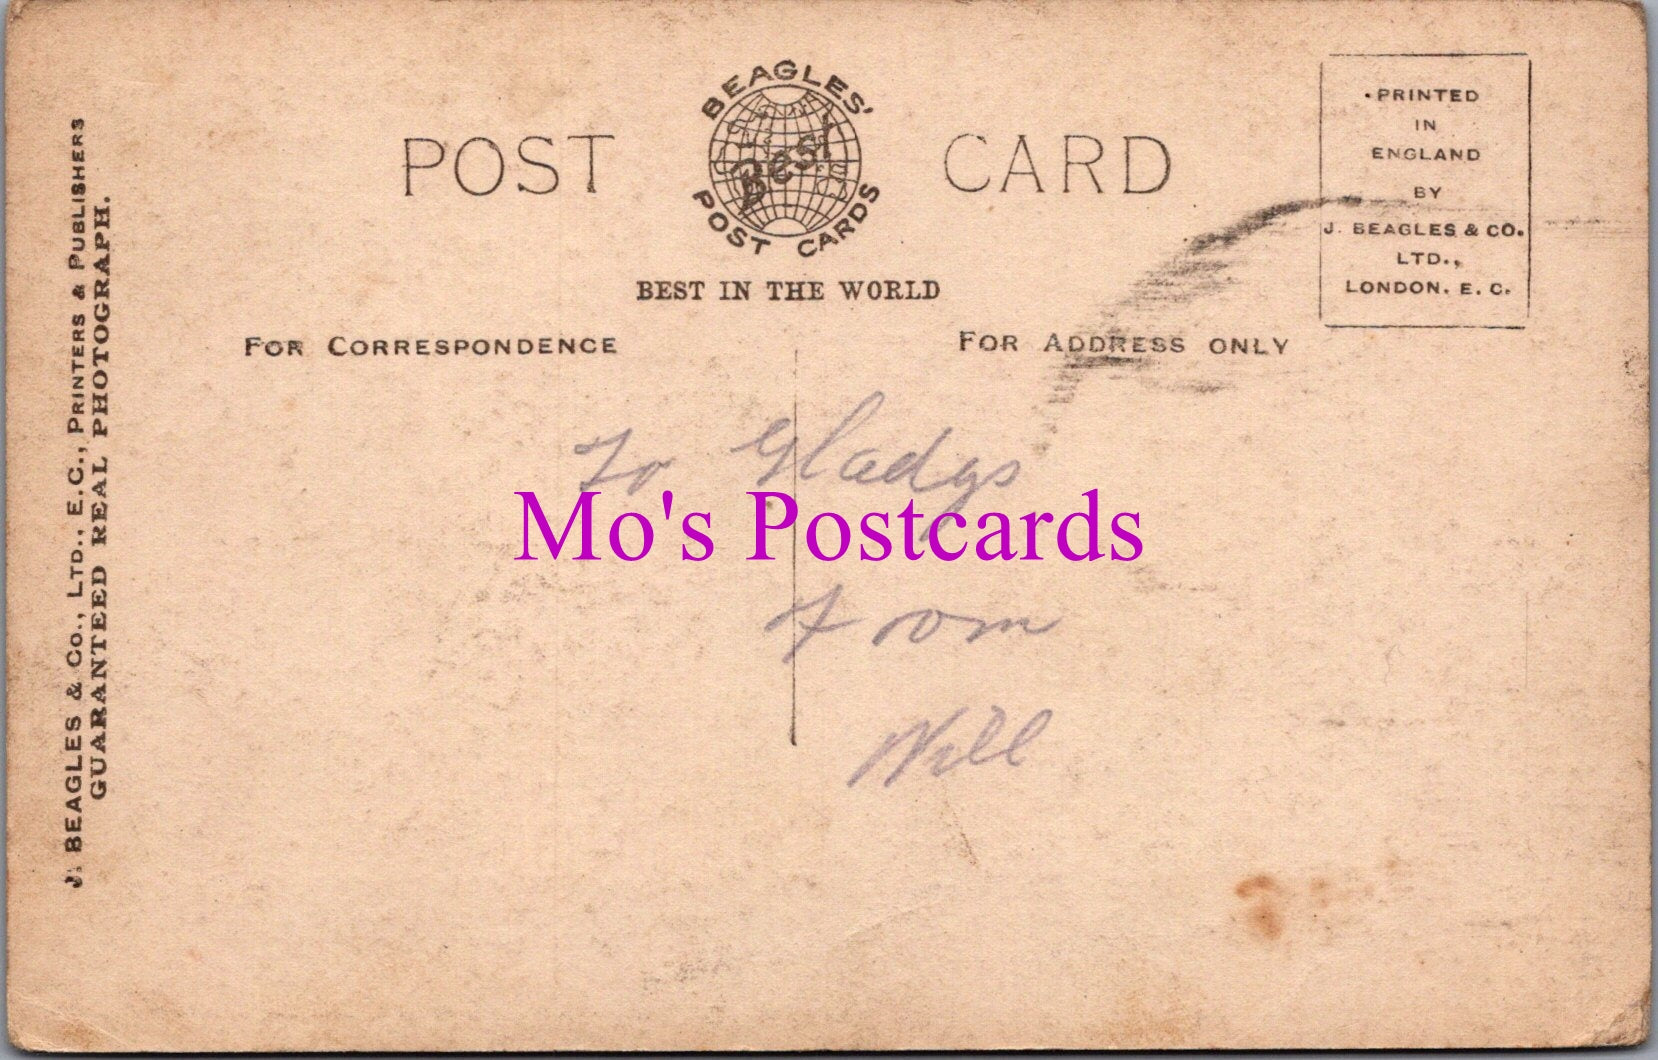 J. BEAGLES & Co., LTD., E.C., PRINTERS & PUBLISHERS
GUARANTEED REAL PHOTOGRAPH.
POST CARD
BEAGLES'
Best
POST CARDS
BEST IN THE WORLD
PRINTED
IN
ENGLAND
BY
J. BEAGLES & CO.
LTD.,
LONDON. E. C.
FOR CORRESPONDENCE
FOR ADDRESS ONLY
To Gladys
Mo's Postcards
From
Will